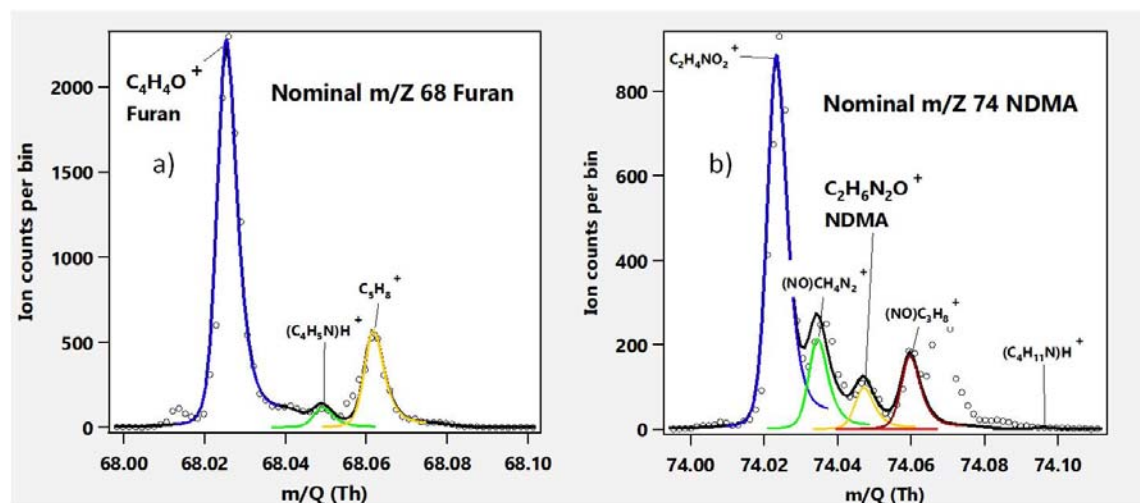 C₄H₄O⁺
Furan
Nominal m/Z 68 Furan
a)
(C₄H₅N)H⁺
C₅H₈⁺
Ion counts per bin
2000
1500
1000
500
0
68.00
68.02
68.04
68.06
68.08
68.10
m/Q (Th)
C₂H₄NO₂⁺
Nominal m/Z 74 NDMA
b)
C₂H₆N₂O⁺
NDMA
(NO)CH₄N₂⁺
(NO)C₃H₈⁺
(C₄H₁₁N)H⁺
Ion counts per bin
800
600
400
200
0
74.00
74.02
74.04
74.06
74.08
74.10
m/Q (Th)